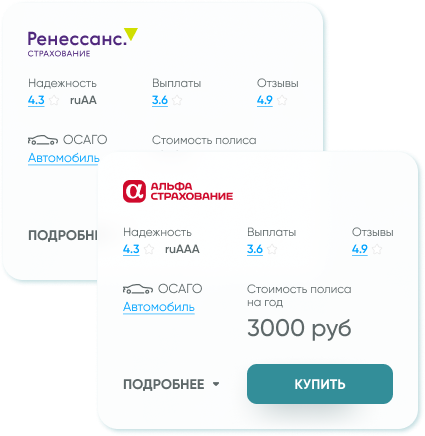 Ренессанс.
СТРАХОВАНИЕ
Надежность Выплаты Отзывы
4.3 ruAA 3.6 4.9
ОСАГО Стоимость полиса
Автомобиль
ПОДРОБНЕ
АЛЬФА
СТРАХОВАНИЕ
Надежность Выплаты Отзывы
4.3 ruAAA 3.6 4.9
ОСАГО Стоимость полиса
Автомобиль на год
3000 руб
ПОДРОБНЕЕ КУПИТЬ